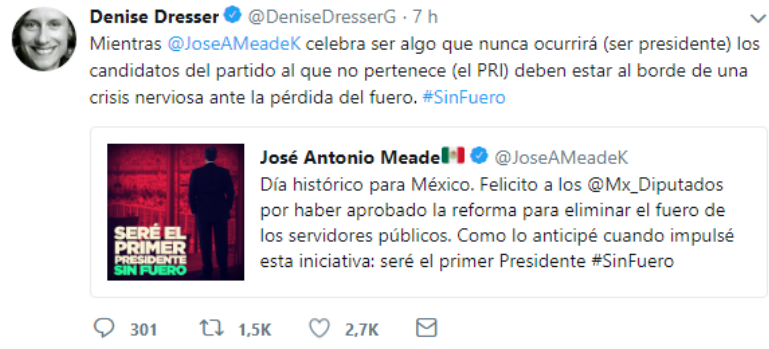 Denise Dresser @DeniseDresserG · 7 h
Mientras @JoseAMeadeK celebra ser algo que nunca ocurrirá (ser presidente) los
candidatos del partido al que no pertenece (el PRI) deben estar al borde de una
crisis nerviosa ante la pérdida del fuero. #SinFuero
José Antonio Meade🇲🇽 @JoseAMeadeK
Día histórico para México. Felicito a los @Mx_Diputados
por haber aprobado la reforma para eliminar el fuero de
los servidores públicos. Como lo anticipé cuando impulsé
esta iniciativa: seré el primer Presidente #SinFuero
SERÉ EL
PRIMER
PRESIDENTE
SIN FUERO
301 1,5K 2,7K